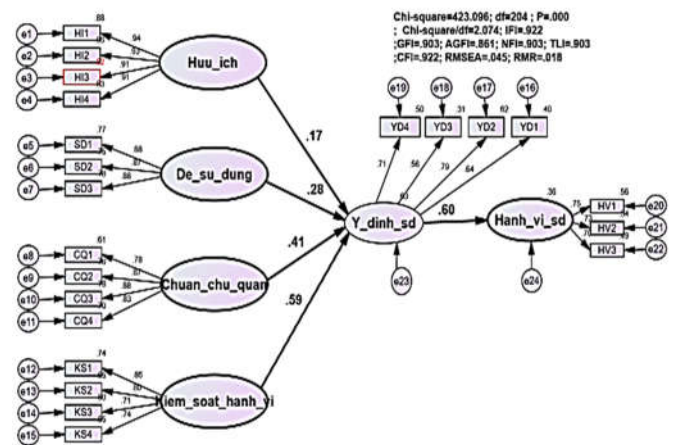 Chi-square=423.096; df=204 ; P=.000
; Chi-square/df=2.074; IFI=.922
;GFI=.903; AGFI=.861; NFI=.903; TLI=.903
;CFI=.922; RMSEA=.045; RMR=.018
e1 HI1 .88 .94
e2 HI2 .92
e3 HI3 .91
e4 HI4 .91
Huu_ich
.17
e5 SD1 .77 .88
e6 SD2 .87
e7 SD3 .88
De_su_dung
.28
e8 CQ1 .61 .78
e9 CQ2 .87
e10 CQ3 .88
e11 CQ4 .83
Chuan_chu_quan
.41
e12 KS1 .74 .86
e13 KS2
e14 KS3 .71
e15 KS4 .74
Kiem_soat_hanh_vi
.59
e19 e18 e17 e16
.50 .31 .62 .40
YD4 YD3 YD2 YD1
.71 .56 .79 .64
Y_dinh_sd
e23
.60
.36
Hanh_vi_sd
e24
.75 HV1 .56 e20
HV2 e21
HV3 e22